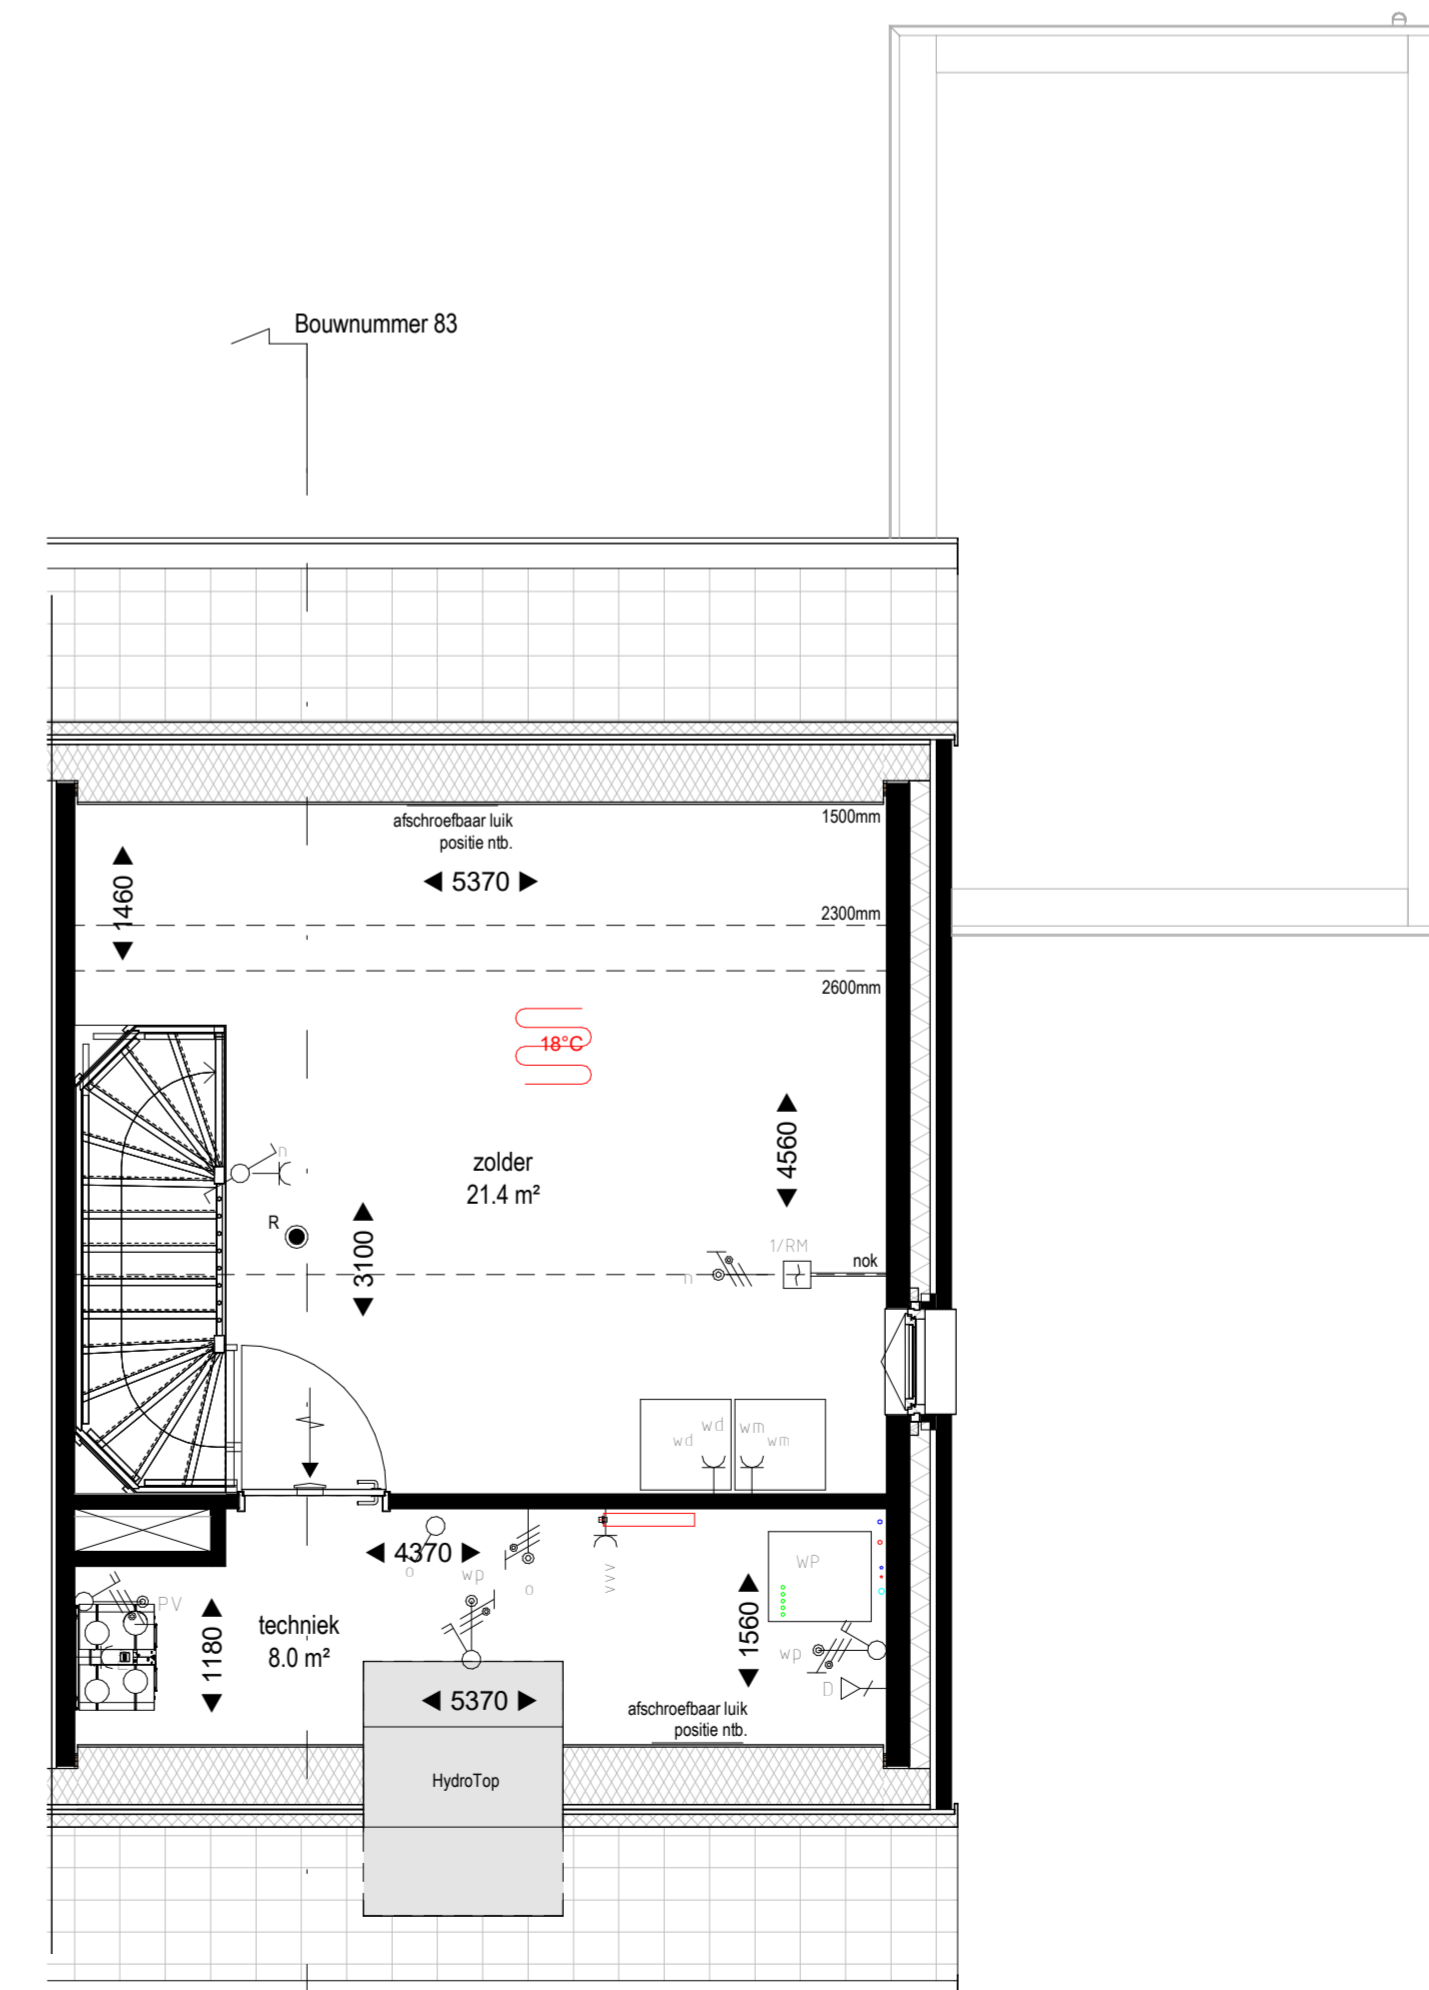 Bouwnummer 83
afschroefbaar luik
positie ntb.
1500mm
5370
1460
2300mm
2600mm
18°C
zolder
21.4 m²
4560
n
R
3100
1/RM
nok
n
wd
wm
wd
wm
4370
o
wp
o
vvv
WP
PV
techniek
8.0 m²
1180
1560
wp
D
5370
afschroefbaar luik
positie ntb.
HydroTop